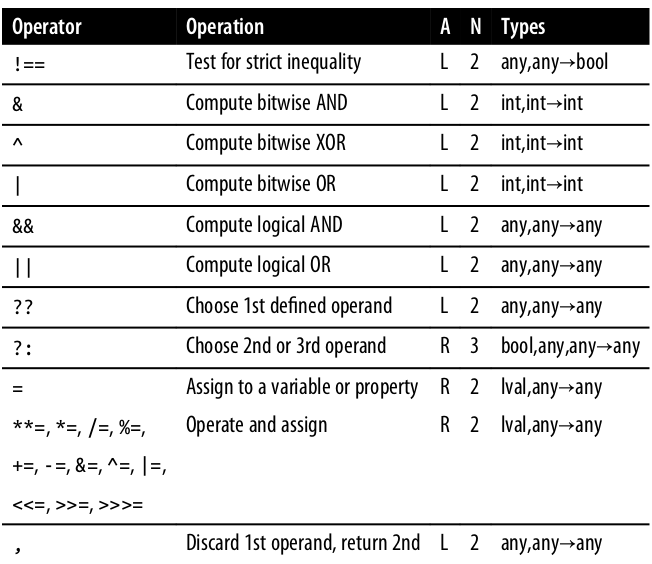 Operator Operation A N Types
!== Test for strict inequality L 2 any,any→bool
& Compute bitwise AND L 2 int,int→int
^ Compute bitwise XOR L 2 int,int→int
| Compute bitwise OR L 2 int,int→int
&& Compute logical AND L 2 any,any→any
|| Compute logical OR L 2 any,any→any
?? Choose 1st defined operand L 2 any,any→any
?: Choose 2nd or 3rd operand R 3 bool,any,any→any
= Assign to a variable or property R 2 lval,any→any
**=, *=, /=, %=, Operate and assign R 2 lval,any→any
+=, -=, &=, ^=, |=,
<<=, >>=, >>>=
, Discard 1st operand, return 2nd L 2 any,any→any